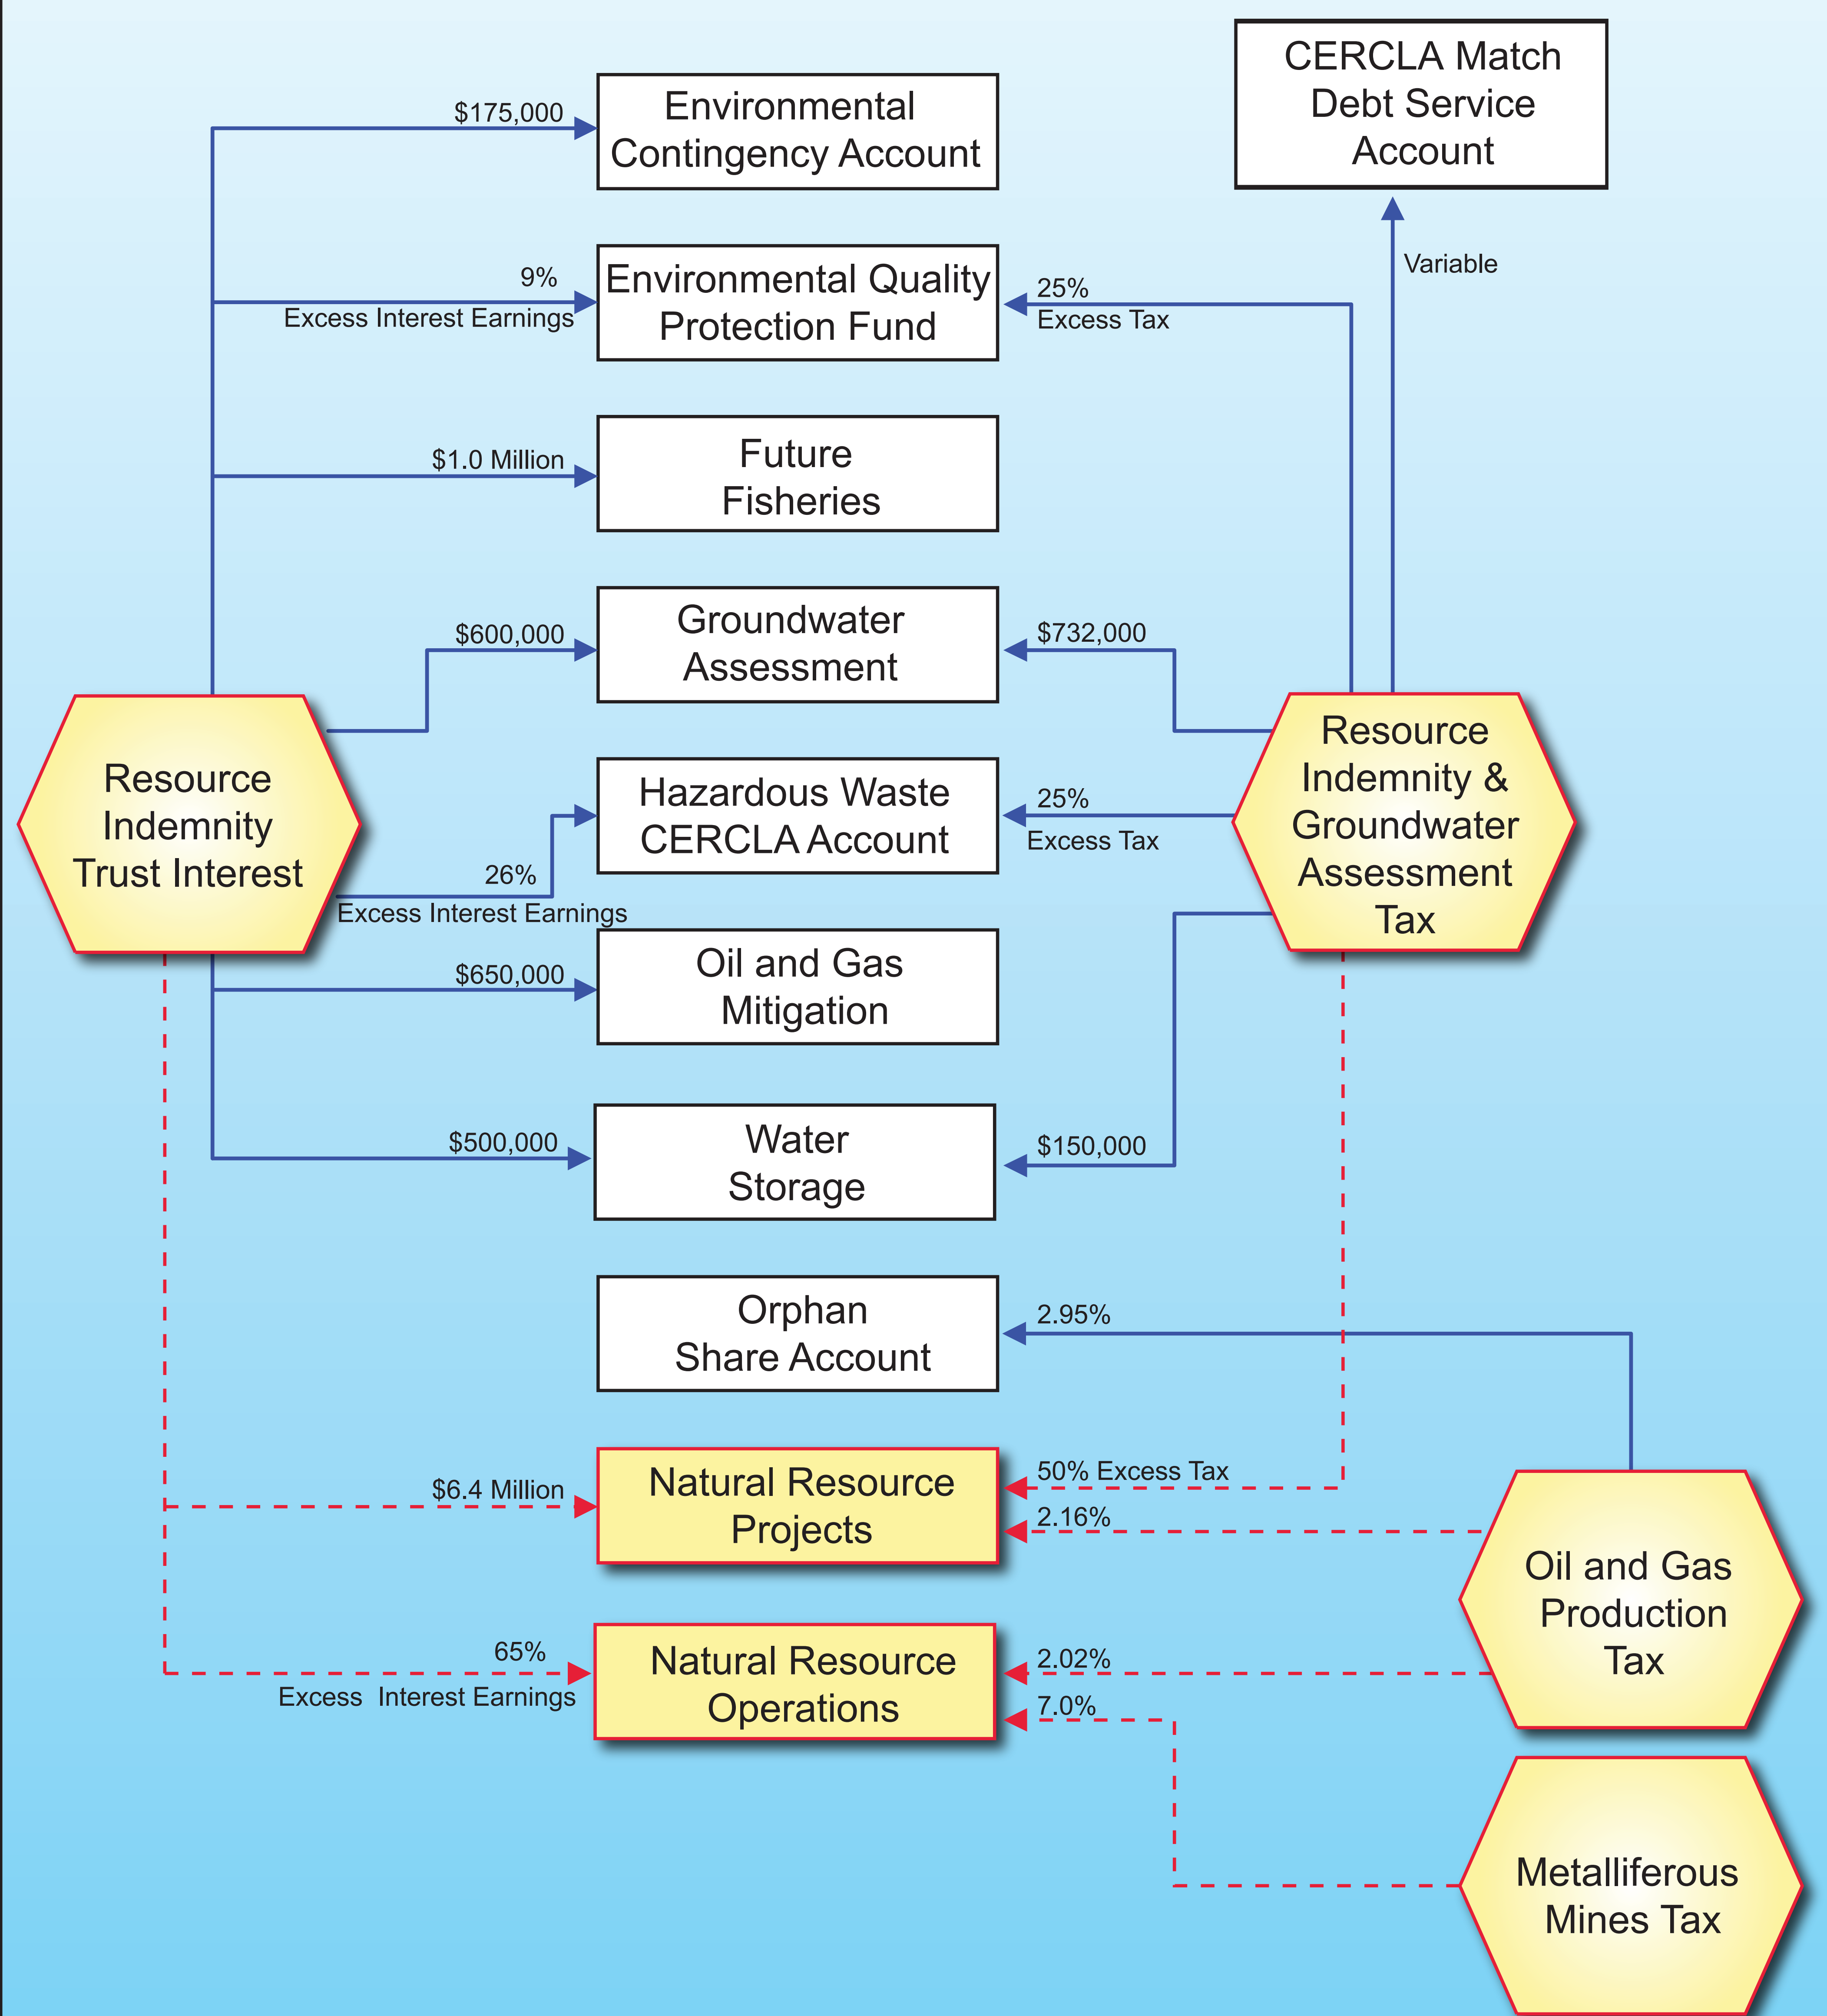 CERCLA Match
Debt Service
Account
$175,000
Environmental
Contingency Account
Variable
9%
Excess Interest Earnings
Environmental Quality
Protection Fund
25%
Excess Tax
$1.0 Million
Future
Fisheries
$600,000
Groundwater
Assessment
$732,000
Resource
Indemnity
Trust Interest
Hazardous Waste
CERCLA Account
25%
Excess Tax
Resource
Indemnity &
Groundwater
Assessment
Tax
26%
Excess Interest Earnings
$650,000
Oil and Gas
Mitigation
$500,000
Water
Storage
$150,000
Orphan
Share Account
2.95%
$6.4 Million
Natural Resource
Projects
50% Excess Tax
2.16%
Oil and Gas
Production
Tax
65%
Excess  Interest Earnings
Natural Resource
Operations
2.02%
7.0%
Metalliferous
Mines Tax